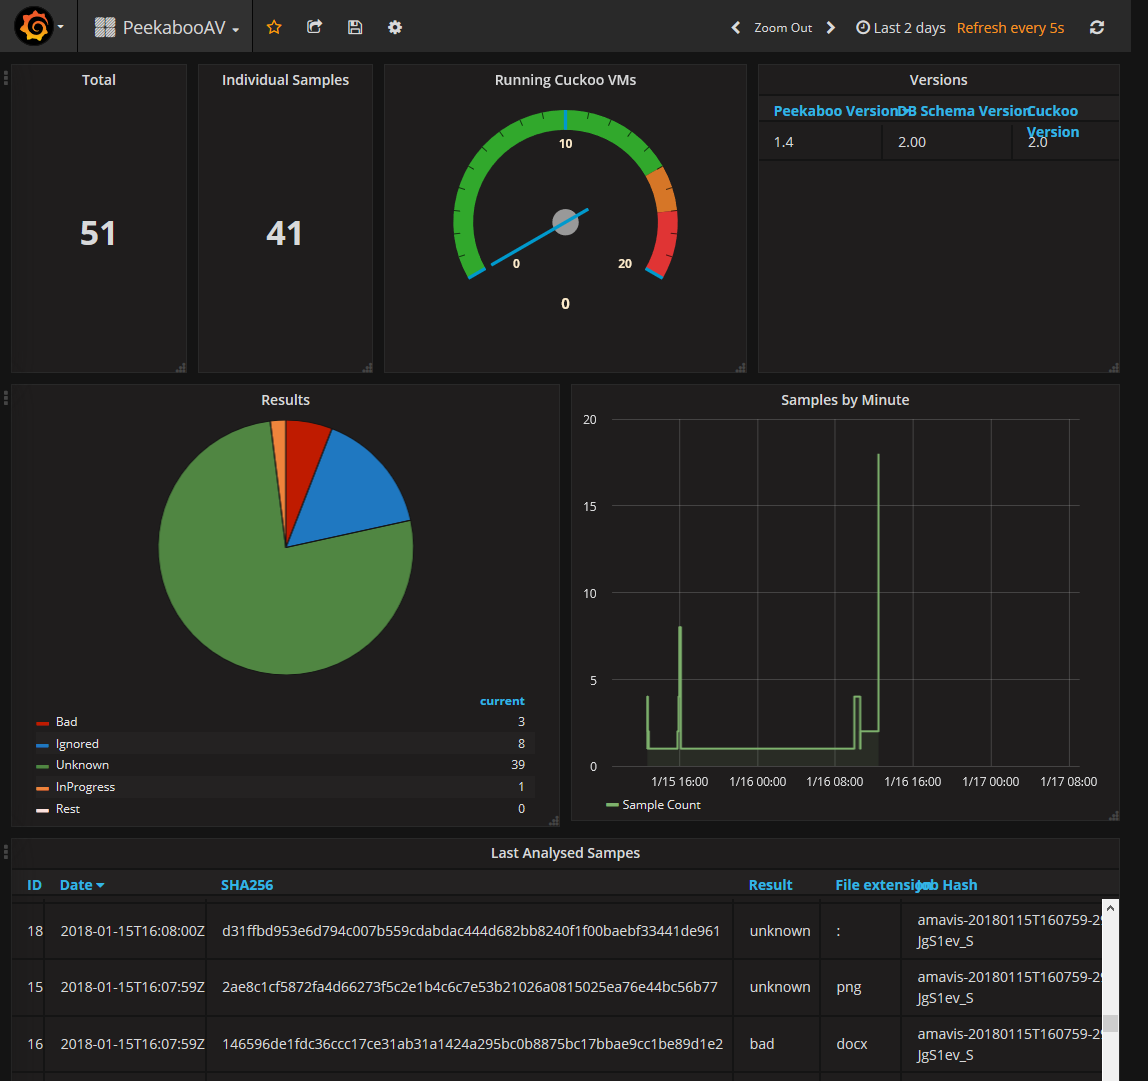 PeekabooAV
Zoom Out
Last 2 days
Refresh every 5s
Total
51
Individual Samples
41
Running Cuckoo VMs
10
0
20
0
Versions
Peekaboo Version DB Schema Version Cuckoo Version
1.4 2.00 2.0
Results
current
Bad 3
Ignored 8
Unknown 39
InProgress 1
Rest 0
Samples by Minute
20
15
10
5
0
1/15 16:00 1/16 00:00 1/16 08:00 1/16 16:00 1/17 00:00 1/17 08:00
Sample Count
Last Analysed Sampes
ID Date SHA256 Result File extension Job Hash
18 2018-01-15T16:08:00Z d31ffbd953e6d794c007b559cdabdac444d682bb8240f1f00baebf33441de961 unknown : amavis-20180115T160759-29
JgS1ev_S
15 2018-01-15T16:07:59Z 2ae8c1cf5872fa4d66273f5c2e1b4c6c7e53b21026a0815025ea76e44bc56b77 unknown png amavis-20180115T160759-29
JgS1ev_S
16 2018-01-15T16:07:59Z 146596de1fdc36ccc17ce31ab31a1424a295bc0b8875bc17bbae9cc1be89d1e2 bad docx amavis-20180115T160759-29
JgS1ev_S